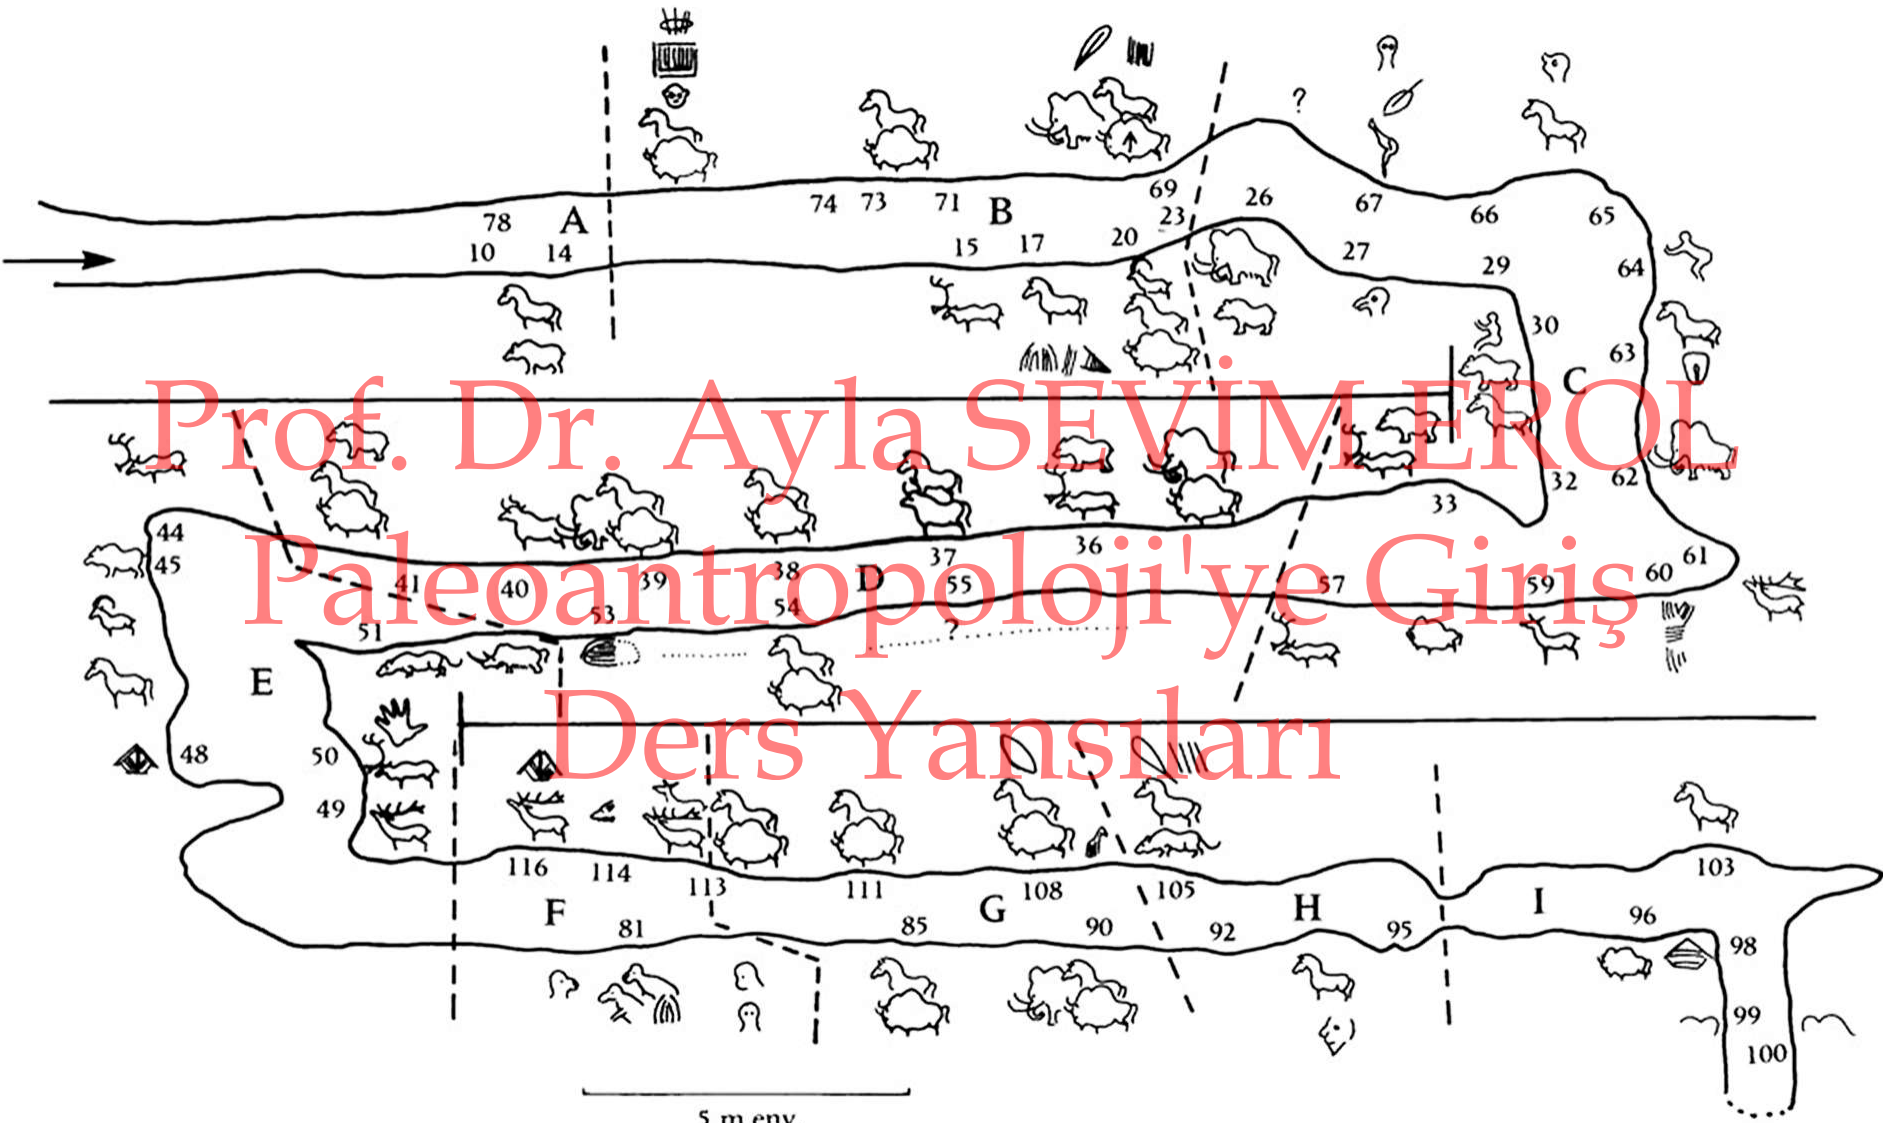 ?
78 A 74 73 71 B 69 26 67 66 65
10 14 15 17 20 23 27 29 64
30
63
C
Prof. Dr. Ayla SEVİM EROL
32 62
33
44
45
41 40 39 38 D 37 36
61
60
51 53 54 55 57 59
?
Paleoantropoloji'ye Giriş
E
Ders Yansıları
48 50
49
116 114 113 111 108 105 103
F G H I
81 85 90 92 95 96 98
99
100
5 m env